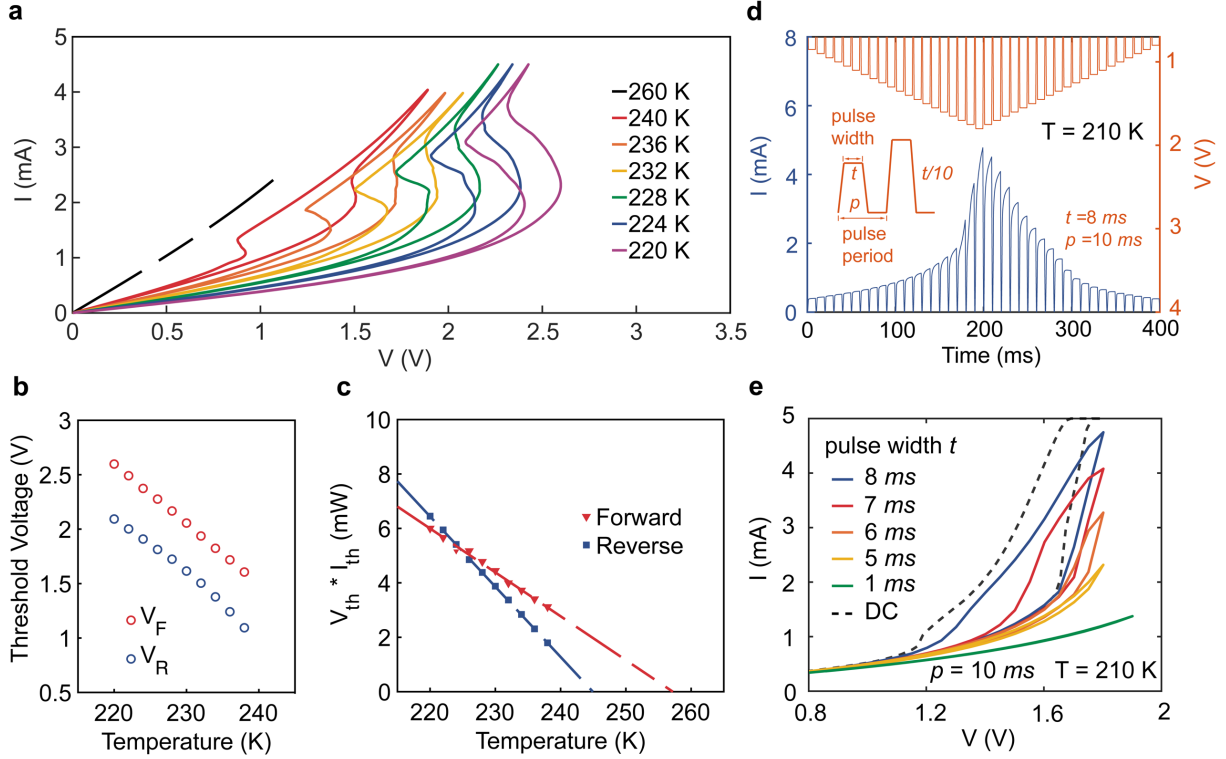 a
5
4
3
2
1
0
I (mA)
0
0.5
1
1.5
2
2.5
3
3.5
V (V)
260 K
240 K
236 K
232 K
228 K
224 K
220 K
b
3
2.5
2
1.5
1
0.5
Threshold Voltage (V)
V_F
V_R
220
230
240
Temperature (K)
c
10
8
6
4
2
0
V_th * I_th (mW)
Forward
Reverse
220
230
240
250
260
Temperature (K)
d
8
6
4
2
0
I (mA)
pulse
width
t
p
t/10
pulse
period
T = 210 K
t =8 ms
p =10 ms
1
2
3
4
V (V)
0
100
200
300
400
Time (ms)
e
5
4
3
2
1
0
I (mA)
pulse width t
8 ms
7 ms
6 ms
5 ms
1 ms
DC
p = 10 ms
T = 210 K
0.8
1.2
1.6
2
V (V)